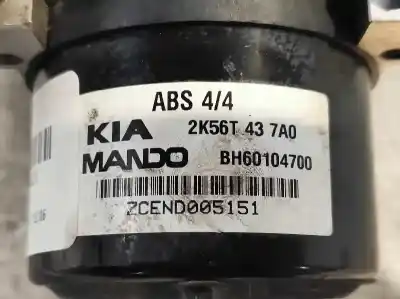 ABS 4/4
KIA 2K56T 43 7A0
MANDO BH60104700
ZCEND005151